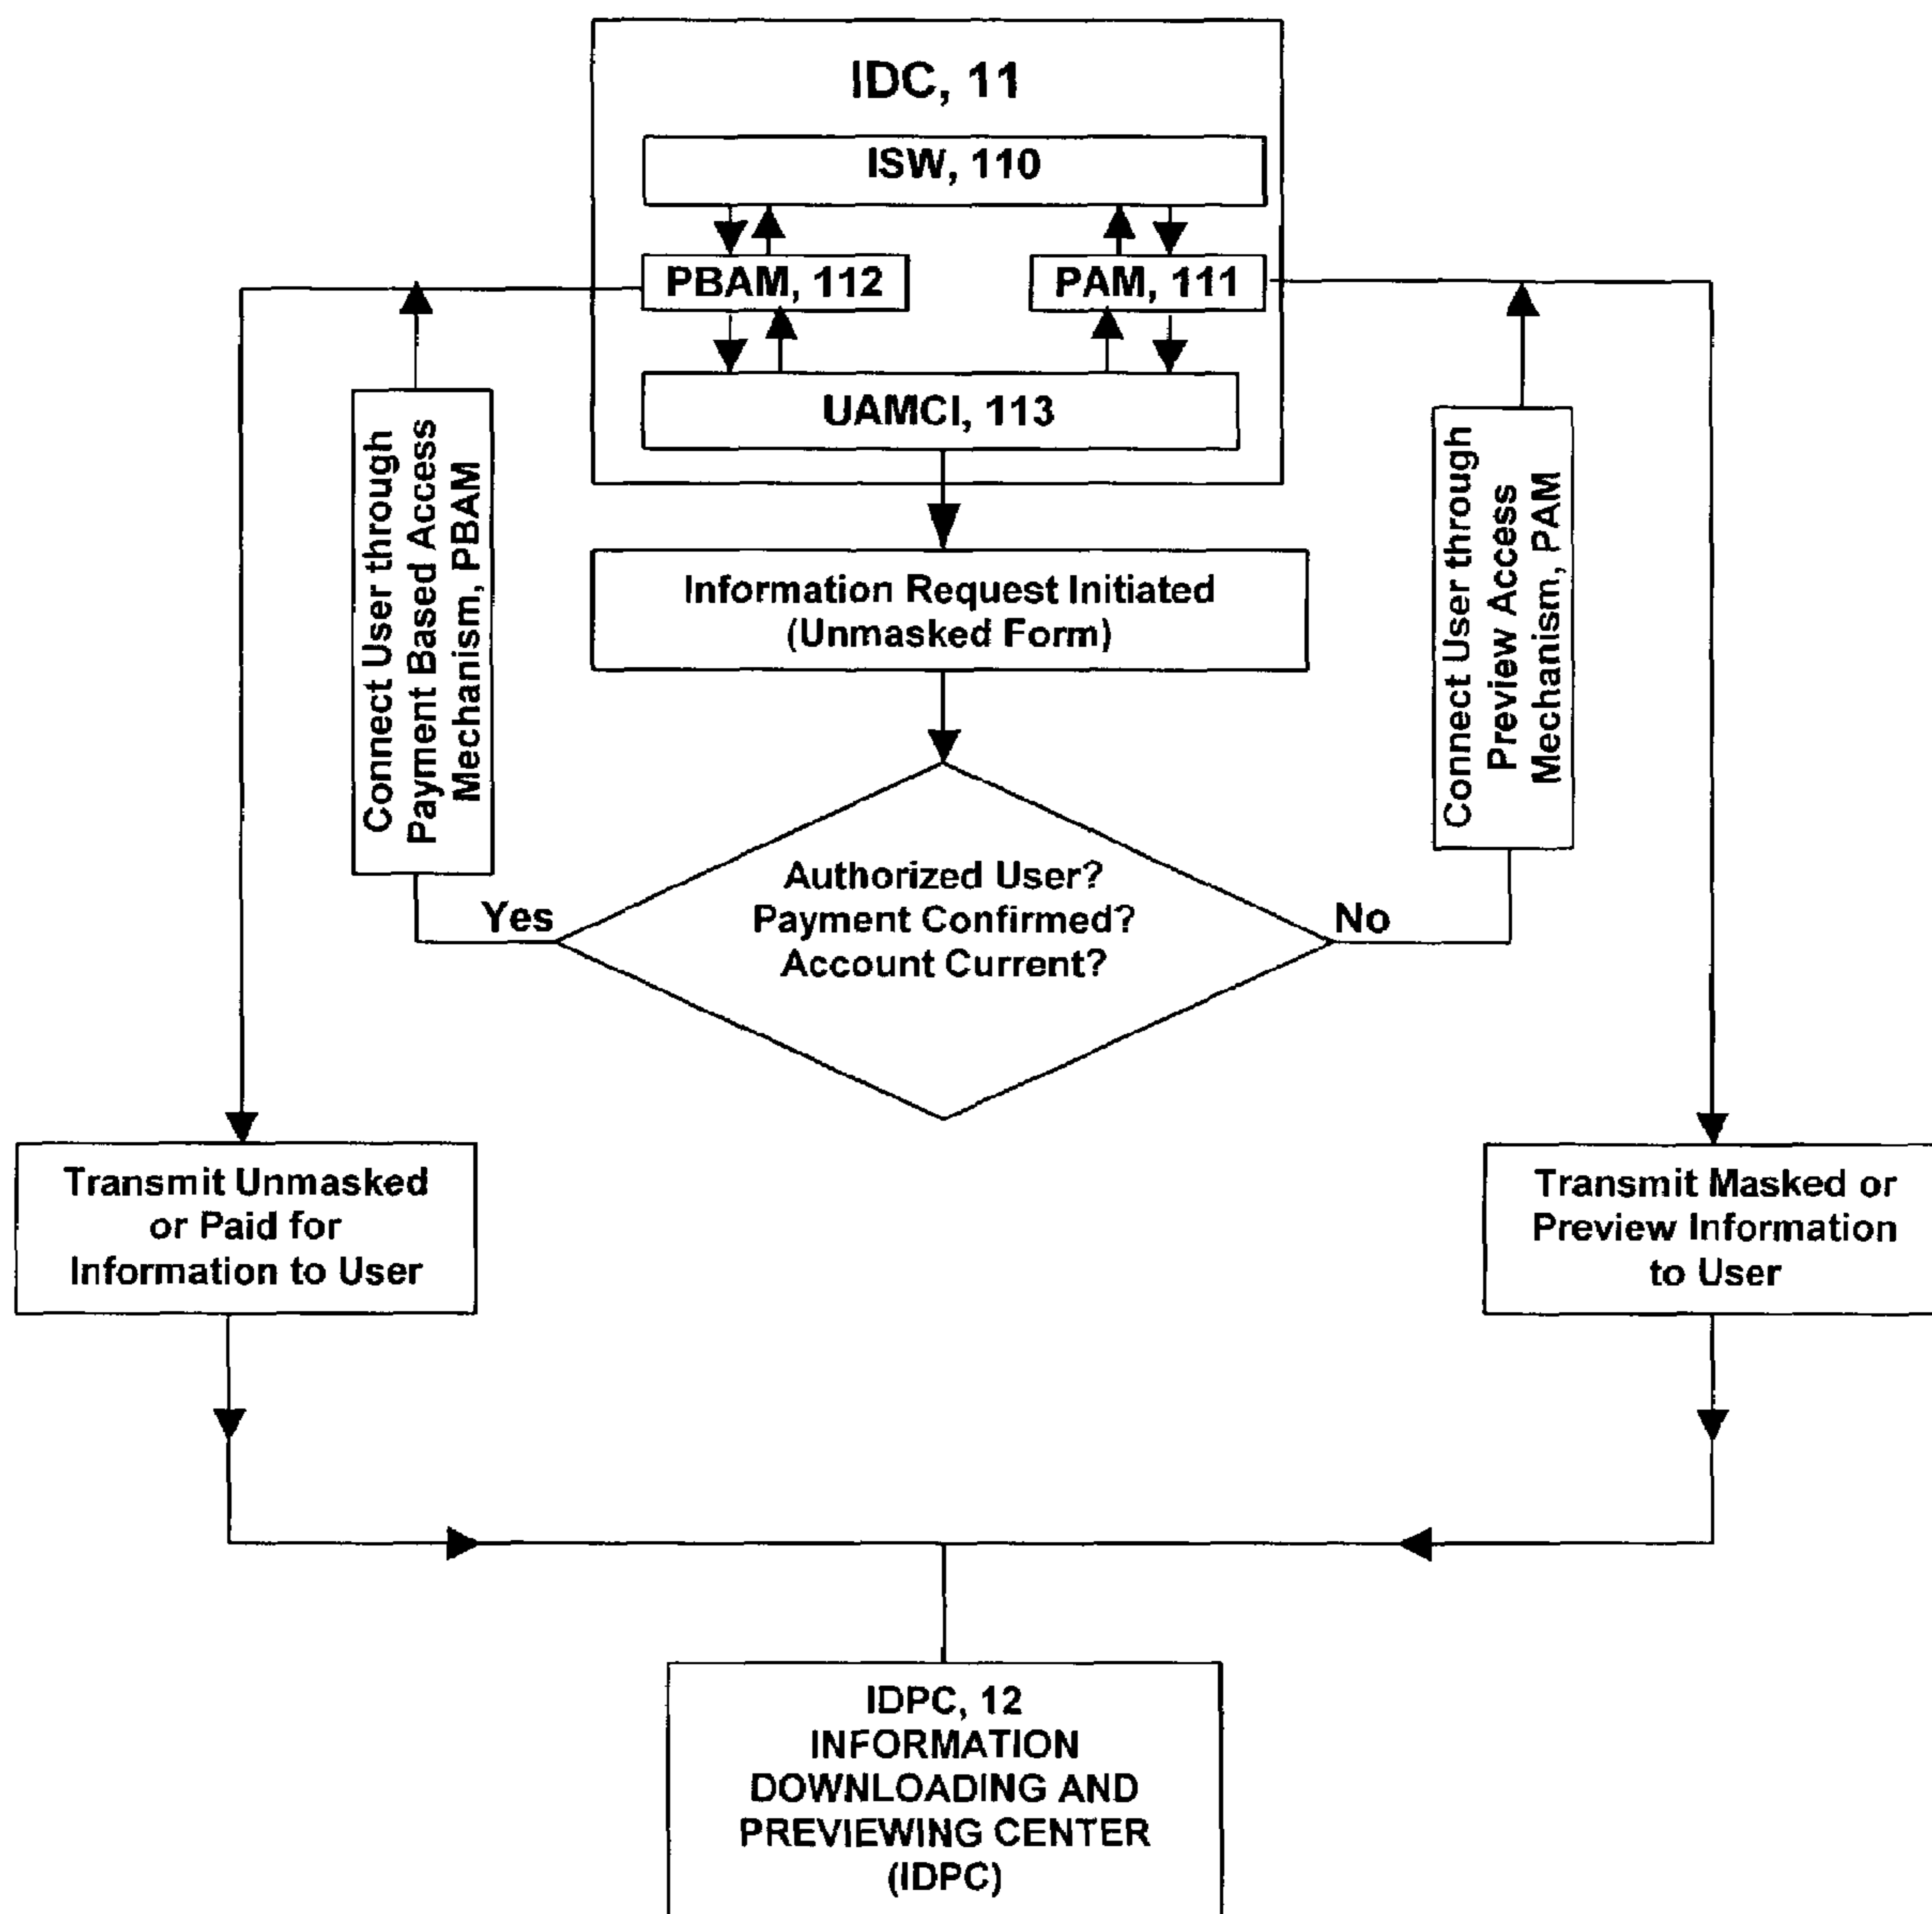 IDC, 11
ISW, 110
PBAM, 112
PAM, 111
UAMCI, 113
Connect User through
Payment Based Access
Mechanism, PBAM
Connect User through
Preview Access
Mechanism, PAM
Information Request Initiated
(Unmasked Form)
Authorized User?
Payment Confirmed?
Account Current?
Yes
No
Transmit Unmasked
or Paid for
Information to User
Transmit Masked or
Preview Information
to User
IDPC, 12
INFORMATION
DOWNLOADING AND
PREVIEWING CENTER
(IDPC)